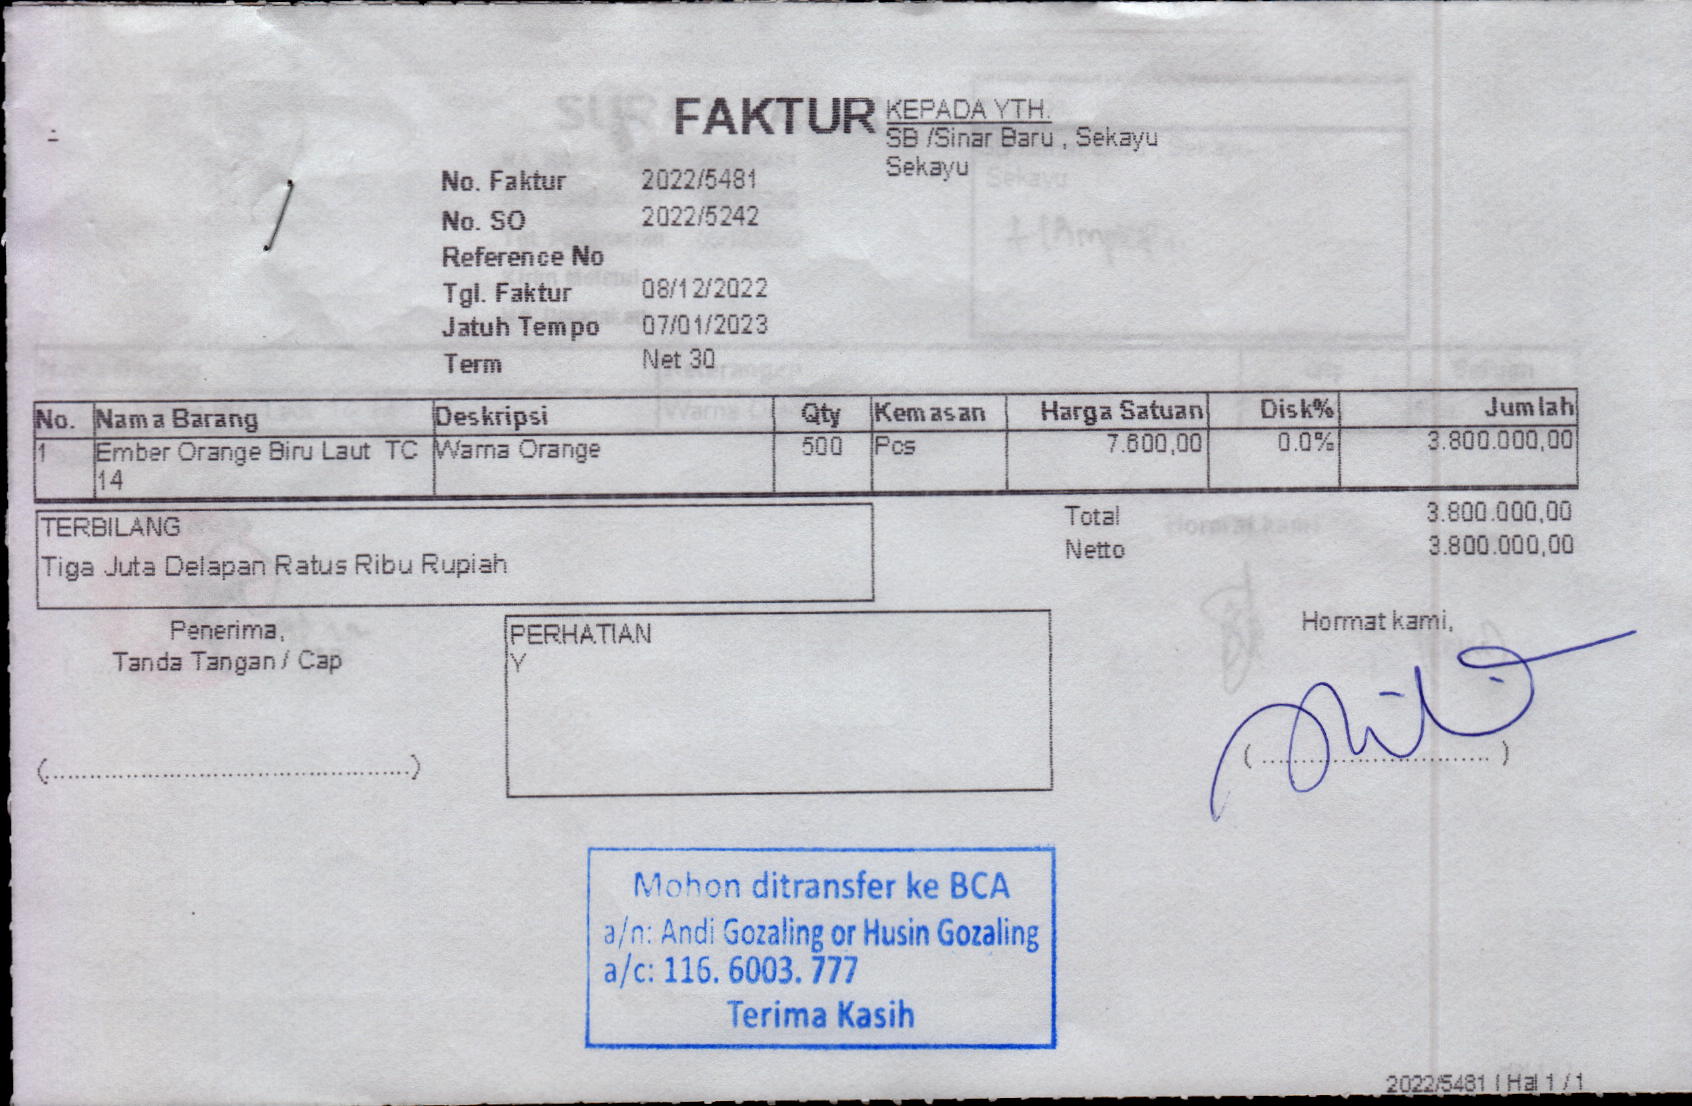 FAKTUR
KEPADA YTH.
SB /Sinar Baru , Sekayu
Sekayu
No. Faktur 2022/5481
No. SO 2022/5242
Reference No
Tgl. Faktur 08/12/2022
Jatuh Tempo 07/01/2023
Term Net 30
No. Nama Barang Deskripsi Qty Kemasan Harga Satuan Disk% Jumlah
1 Ember Orange Biru Laut TC Warna Orange 500 Pcs 7.600,00 0.0% 3.800.000,00
14
TERBILANG
Tiga Juta Delapan Ratus Ribu Rupiah
Total 3.800.000,00
Netto 3.800.000,00
Penerima,
Tanda Tangan / Cap
(................................................)
PERHATIAN
Y
Hormat kami,
(................................)
Mohon ditransfer ke BCA
a/n: Andi Gozaling or Husin Gozaling
a/c: 116. 6003. 777
Terima Kasih
2022/5481 | Hal 1 / 1